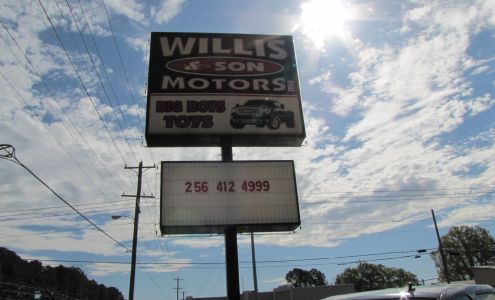 WILLIS
& SON
MOTORS
BIG BOYS
TOYS
256 412 4999